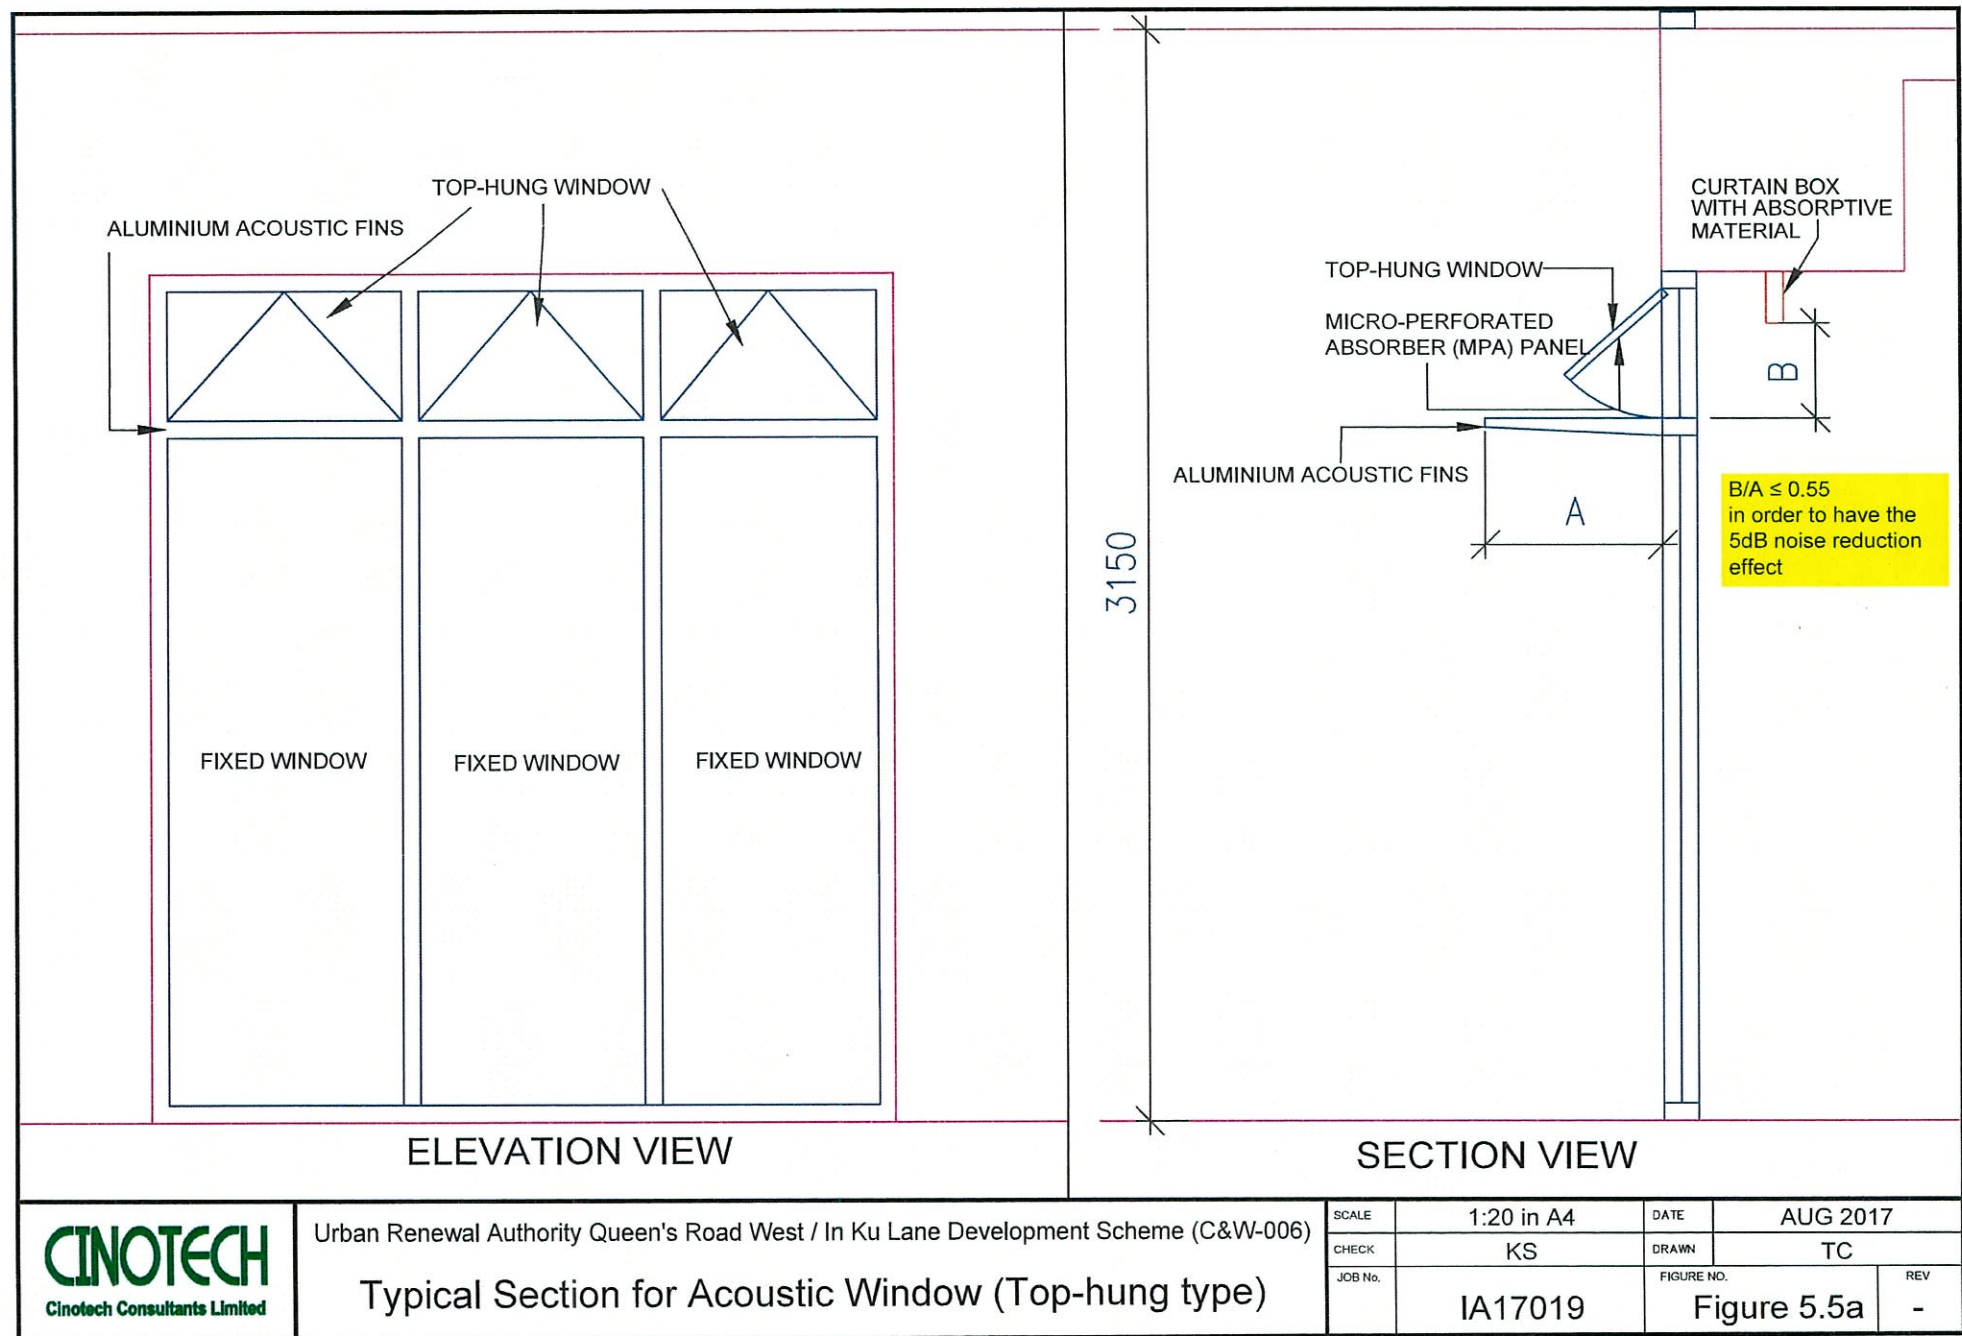 TOP-HUNG WINDOW
ALUMINIUM ACOUSTIC FINS
FIXED WINDOW
FIXED WINDOW
FIXED WINDOW
ELEVATION VIEW
CURTAIN BOX
WITH ABSORPTIVE
MATERIAL
TOP-HUNG WINDOW
MICRO-PERFORATED
ABSORBER (MPA) PANEL
B
ALUMINIUM ACOUSTIC FINS
A
B/A ≤ 0.55
in order to have the
5dB noise reduction
effect
3150
SECTION VIEW
CINOTECH
Cinotech Consultants Limited
Urban Renewal Authority Queen's Road West / In Ku Lane Development Scheme (C&W-006)
Typical Section for Acoustic Window (Top-hung type)
SCALE 1:20 in A4 DATE AUG 2017
CHECK KS DRAWN TC
JOB No. IA17019 FIGURE NO. Figure 5.5a REV -